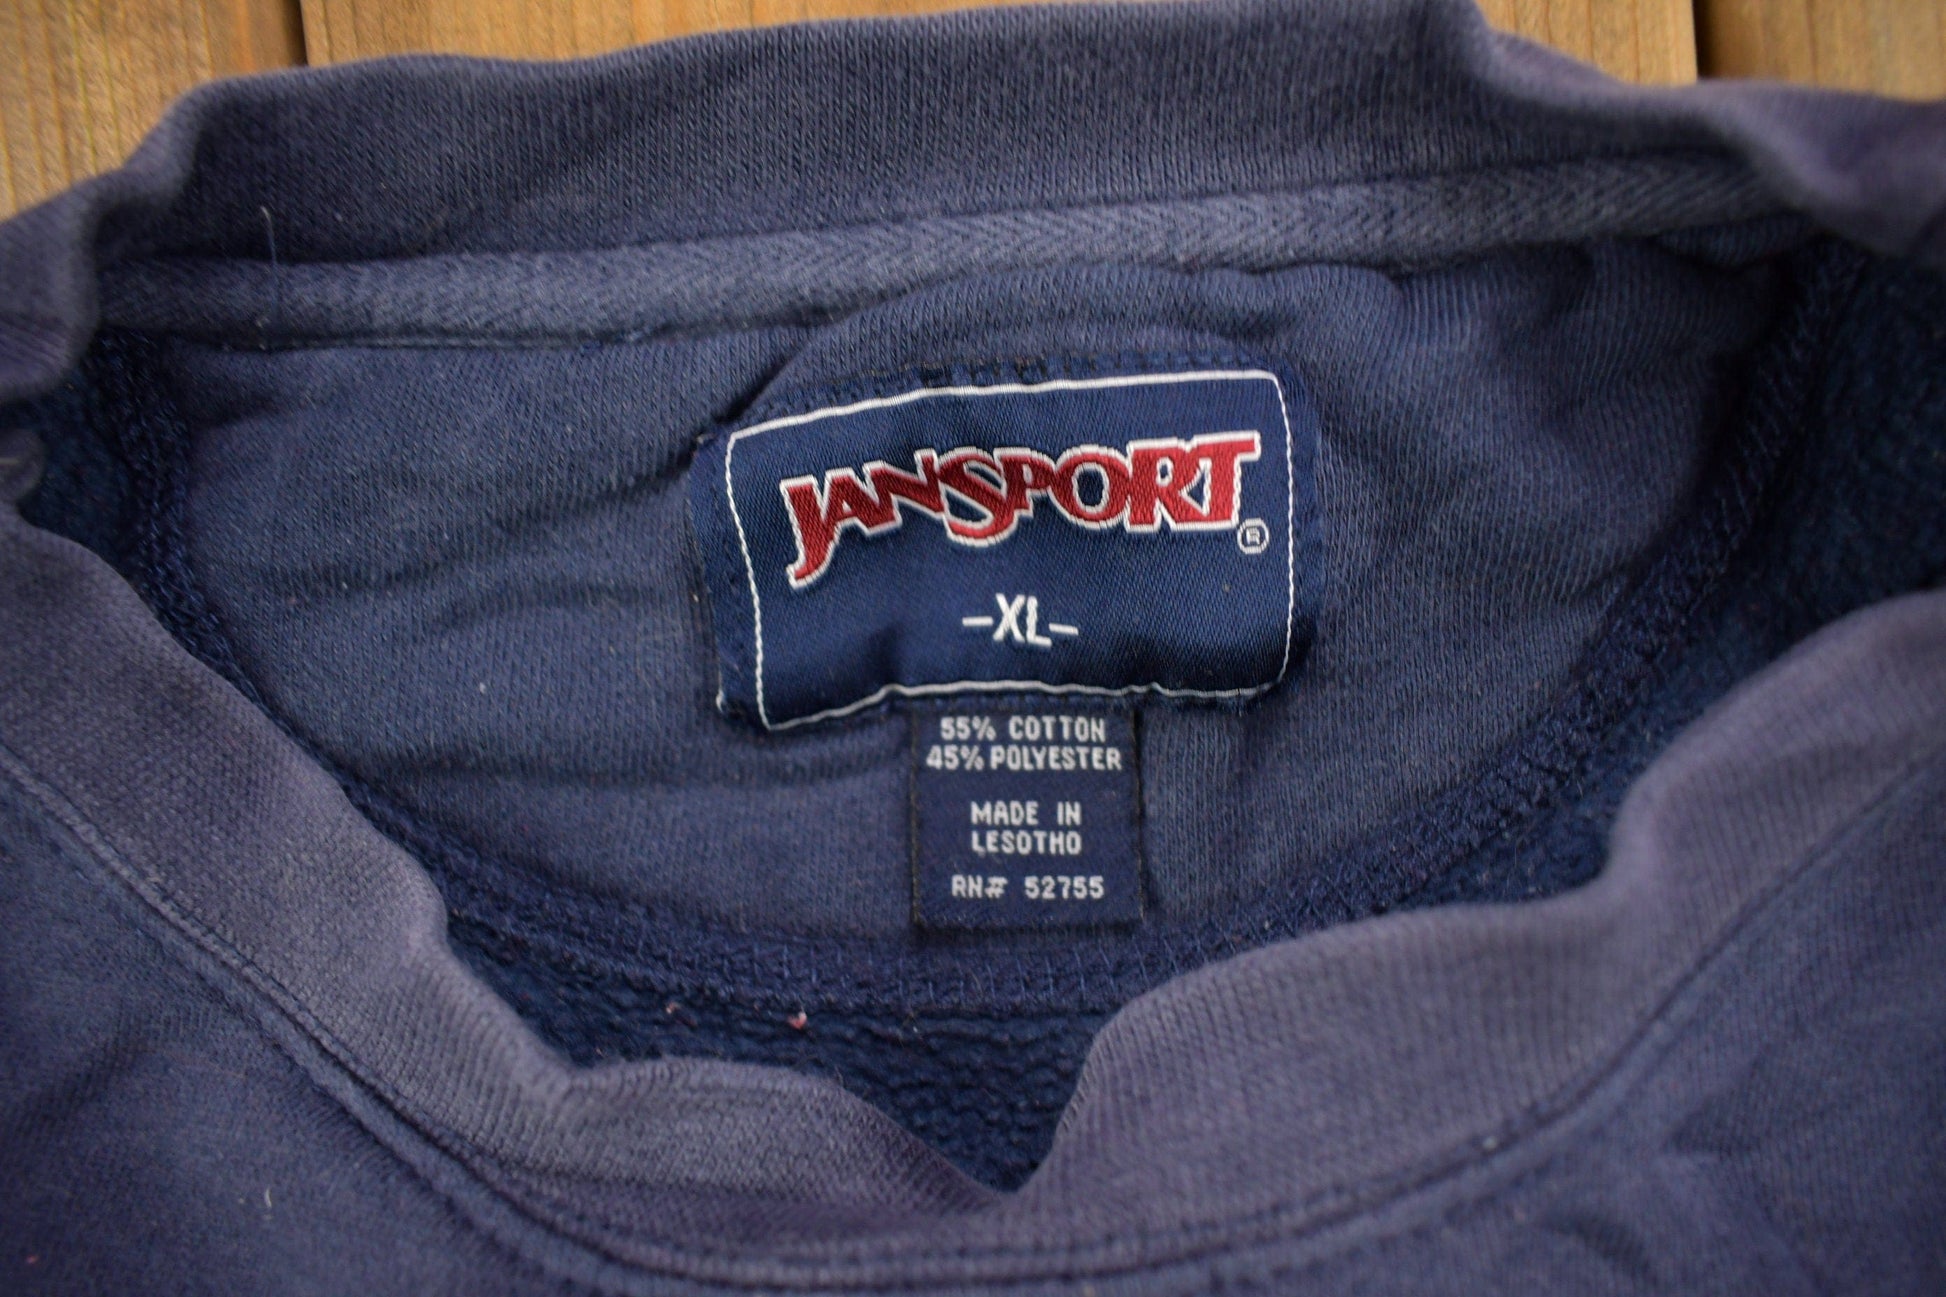 JANSPORT®
-XL-
55% COTTON
45% POLYESTER
MADE IN
LESOTHO
RN# 52755